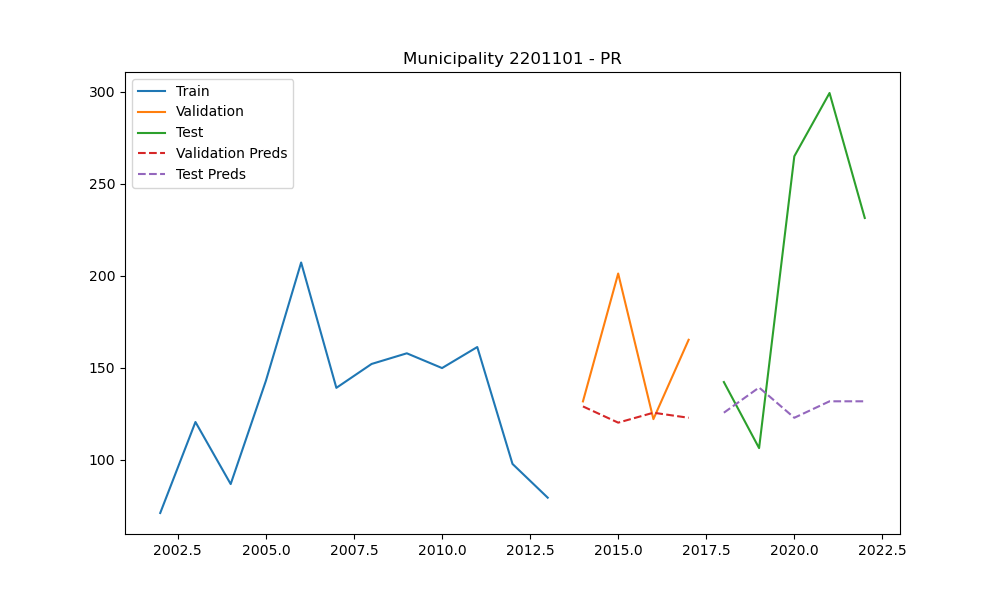 Municipality 2201101 - PR
Train
Validation
Test
Validation Preds
Test Preds
300
250
200
150
100
2002.5 2005.0 2007.5 2010.0 2012.5 2015.0 2017.5 2020.0 2022.5